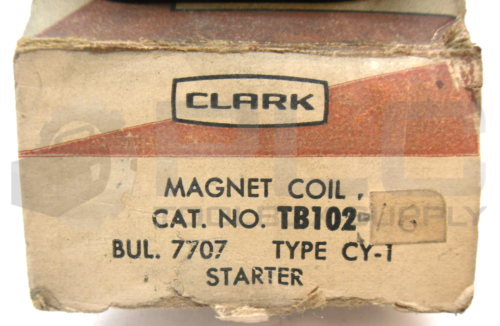 CLARK
MAGNET COIL
CAT. NO. TB102
BUL. 7707 TYPE CY-1
STARTER